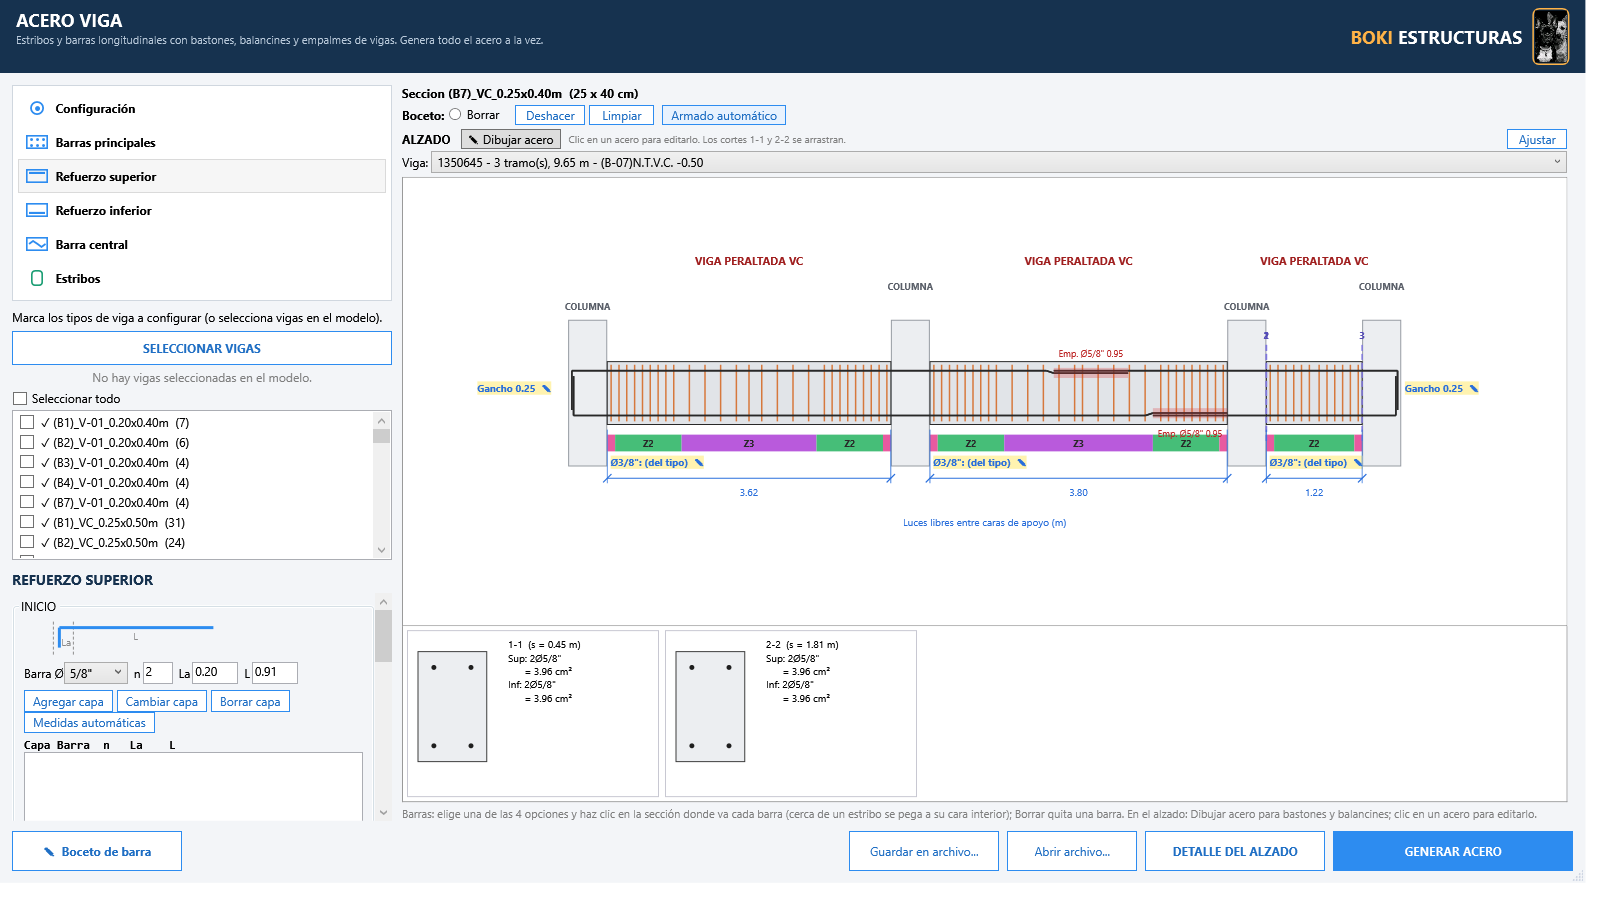 ACERO VIGA
Estribos y barras longitudinales con bastones, balancines y empalmes de vigas. Genera todo el acero a la vez.
BOKI ESTRUCTURAS
Configuración
Barras principales
Refuerzo superior
Refuerzo inferior
Barra central
Estribos
Marca los tipos de viga a configurar (o selecciona vigas en el modelo).
SELECCIONAR VIGAS
No hay vigas seleccionadas en el modelo.
Seleccionar todo
✓ (B1)_V-01_0.20x0.40m (7)
✓ (B2)_V-01_0.20x0.40m (6)
✓ (B3)_V-01_0.20x0.40m (4)
✓ (B4)_V-01_0.20x0.40m (4)
✓ (B7)_V-01_0.20x0.40m (4)
✓ (B1)_VC_0.25x0.50m (31)
✓ (B2)_VC_0.25x0.50m (24)
REFUERZO SUPERIOR
INICIO
La
L
Barra Ø 5/8" n 2 La 0.20 L 0.91
Agregar capa Cambiar capa Borrar capa
Medidas automáticas
Capa Barra n La L
Boceto de barra
Seccion (B7)_VC_0.25x0.40m (25 x 40 cm)
Boceto: Borrar Deshacer Limpiar Armado automático
ALZADO Dibujar acero Clic en un acero para editarlo. Los cortes 1-1 y 2-2 se arrastran. Ajustar
Viga: 1350645 - 3 tramo(s), 9.65 m - (B-07)N.T.V.C. -0.50
VIGA PERALTADA VC VIGA PERALTADA VC VIGA PERALTADA VC
COLUMNA COLUMNA
COLUMNA COLUMNA
2 3
Emp. Ø5/8" 0.95
Gancho 0.25 Gancho 0.25
Emp. Ø5/8" 0.95
Z2 Z3 Z2 Z2 Z3 Z2 Z2
Ø3/8": (del tipo) Ø3/8": (del tipo) Ø3/8": (del tipo)
3.62 3.80 1.22
Luces libres entre caras de apoyo (m)
1-1 (s = 0.45 m)
Sup: 2Ø5/8"
= 3.96 cm²
Inf: 2Ø5/8"
= 3.96 cm²
2-2 (s = 1.81 m)
Sup: 2Ø5/8"
= 3.96 cm²
Inf: 2Ø5/8"
= 3.96 cm²
Barras: elige una de las 4 opciones y haz clic en la sección donde va cada barra (cerca de un estribo se pega a su cara interior); Borrar quita una barra. En el alzado: Dibujar acero para bastones y balancines; clic en un acero para editarlo.
Guardar en archivo... Abrir archivo... DETALLE DEL ALZADO GENERAR ACERO